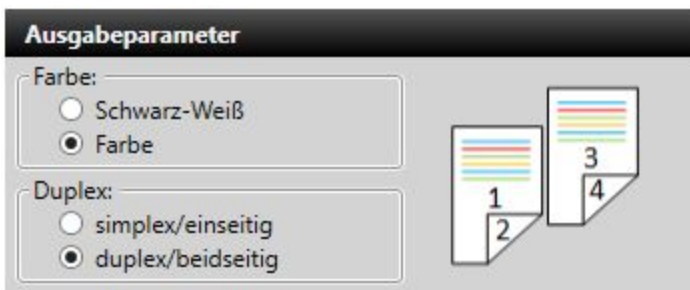 Ausgabeparameter
Farbe:
Schwarz-Weiß
Farbe
Duplex:
simplex/einseitig
duplex/beidseitig
1
2
3
4